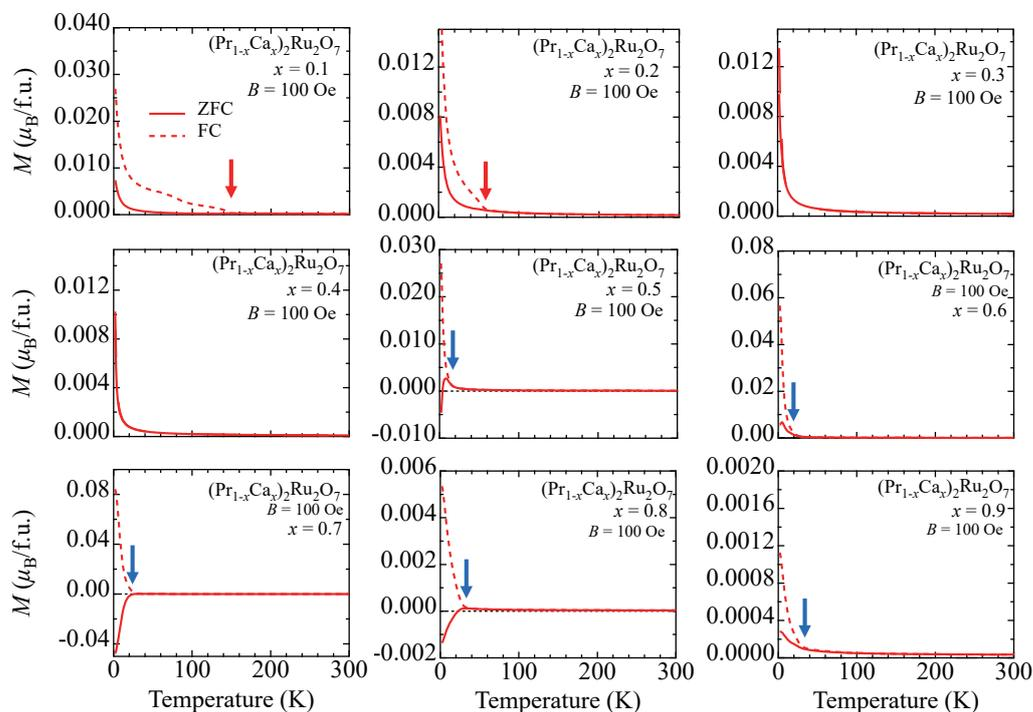 M (μB/f.u.)
0.040
0.030
0.020
0.010
0.000
(Pr1-xCax)2Ru2O7
x = 0.1
B = 100 Oe
ZFC
FC
0.012
0.008
0.004
0.000
(Pr1-xCax)2Ru2O7
x = 0.2
B = 100 Oe
0.012
0.008
0.004
0.000
(Pr1-xCax)2Ru2O7
x = 0.3
B = 100 Oe
M (μB/f.u.)
0.012
0.008
0.004
0.000
(Pr1-xCax)2Ru2O7
x = 0.4
B = 100 Oe
0.030
0.020
0.010
0.000
-0.010
(Pr1-xCax)2Ru2O7
x = 0.5
B = 100 Oe
0.08
0.06
0.04
0.02
0.00
(Pr1-xCax)2Ru2O7
B = 100 Oe
x = 0.6
M (μB/f.u.)
0.08
0.04
0.00
-0.04
(Pr1-xCax)2Ru2O7
B = 100 Oe
x = 0.7
0 100 200 300
Temperature (K)
0.006
0.004
0.002
0.000
-0.002
(Pr1-xCax)2Ru2O7
x = 0.8
B = 100 Oe
0 100 200 300
Temperature (K)
0.0020
0.0016
0.0012
0.0008
0.0004
0.0000
(Pr1-xCax)2Ru2O7
x = 0.9
B = 100 Oe
0 100 200 300
Temperature (K)